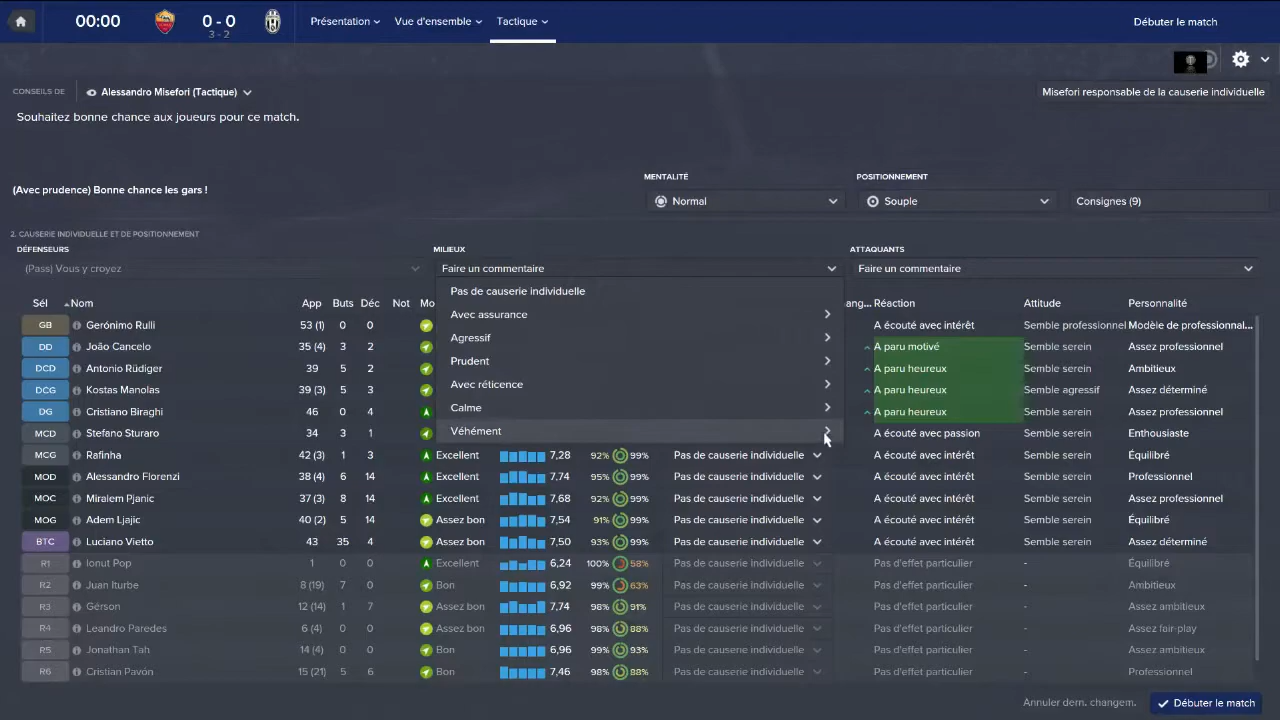 00:00 0 - 0 Présentation Vue d'ensemble Tactique Débuter le match
3 - 2
CONSEILS DE Alessandro Misefori (Tactique) Misefori responsable de la causerie individuelle
Souhaitez bonne chance aux joueurs pour ce match.
MENTALITÉ POSITIONNEMENT
(Avec prudence) Bonne chance les gars !
Normal Souple Consignes (9)
2. CAUSERIE INDIVIDUELLE ET DE POSITIONNEMENT
DÉFENSEURS MILIEUX ATTAQUANTS
(Pass) Vous y croyez Faire un commentaire Faire un commentaire
Pas de causerie individuelle
Avec assurance
Agressif
Prudent
Avec réticence
Calme
Véhément
Sél Nom App Buts Déc Not Mo ang... Réaction Attitude Personnalité
GB Gerónimo Rulli 53 (1) 0 0 A écouté avec intérêt Semble professionnel Modèle de professionnal...
DD João Cancelo 35 (4) 3 2 A paru motivé Semble serein Assez professionnel
DCD Antonio Rüdiger 39 5 2 A paru heureux Semble serein Ambitieux
DCG Kostas Manolas 39 (3) 5 3 A paru heureux Semble agressif Assez déterminé
DG Cristiano Biraghi 46 0 4 A paru heureux Semble serein Assez professionnel
MCD Stefano Sturaro 34 3 1 A écouté avec passion Semble serein Enthousiaste
MCG Rafinha 42 (3) 1 3 Excellent 7,28 92% 99% Pas de causerie individuelle A écouté avec intérêt Semble serein Équilibré
MOD Alessandro Florenzi 38 (4) 6 14 Excellent 7,74 95% 99% Pas de causerie individuelle A écouté avec intérêt Semble serein Professionnel
MOC Miralem Pjanic 37 (3) 8 14 Excellent 7,68 92% 99% Pas de causerie individuelle A écouté avec intérêt Semble serein Assez professionnel
MOG Adem Ljajic 40 (2) 5 14 Assez bon 7,54 91% 99% Pas de causerie individuelle A écouté avec intérêt Semble serein Équilibré
BTC Luciano Vietto 43 35 4 Assez bon 7,50 93% 99% Pas de causerie individuelle A écouté avec intérêt Semble serein Assez déterminé
R1 Ionut Pop 1 0 0 Excellent 6,24 100% 58% Pas de causerie individuelle Pas d'effet particulier - Équilibré
R2 Juan Iturbe 8 (19) 7 0 Bon 6,92 99% 63% Pas de causerie individuelle Pas d'effet particulier - Ambitieux
R3 Gérson 12 (14) 1 7 Assez bon 7,74 98% 91% Pas de causerie individuelle Pas d'effet particulier - Assez ambitieux
R4 Leandro Paredes 6 (4) 0 0 Assez bon 6,96 98% 88% Pas de causerie individuelle Pas d'effet particulier - Assez fair-play
R5 Jonathan Tah 14 (4) 0 0 Bon 6,96 99% 93% Pas de causerie individuelle Pas d'effet particulier - Assez ambitieux
R6 Cristian Pavón 15 (21) 5 6 Bon 7,46 98% 88% Pas de causerie individuelle Pas d'effet particulier - Professionnel
Annuler dern. changem. Débuter le match